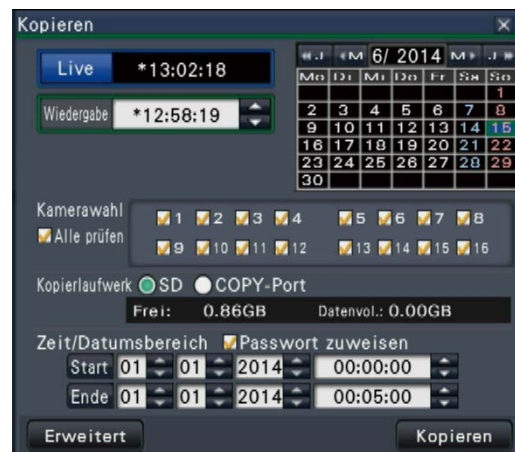 Kopieren ×
Live *13:02:18
Wiedergabe *12:58:19
«.J «M 6/ 2014 M» .J»
Mo Di Mi Do Fr Sa So
1
2 3 4 5 6 7 8
9 10 11 12 13 14 15
16 17 18 19 20 21 22
23 24 25 26 27 28 29
30
Kamerawahl
Alle prüfen
1 2 3 4 5 6 7 8
9 10 11 12 13 14 15 16
Kopierlaufwerk SD COPY-Port
Frei: 0.86GB Datenvol.: 0.00GB
Zeit/Datumsbereich Passwort zuweisen
Start 01 01 2014 00:00:00
Ende 01 01 2014 00:05:00
Erweitert Kopieren